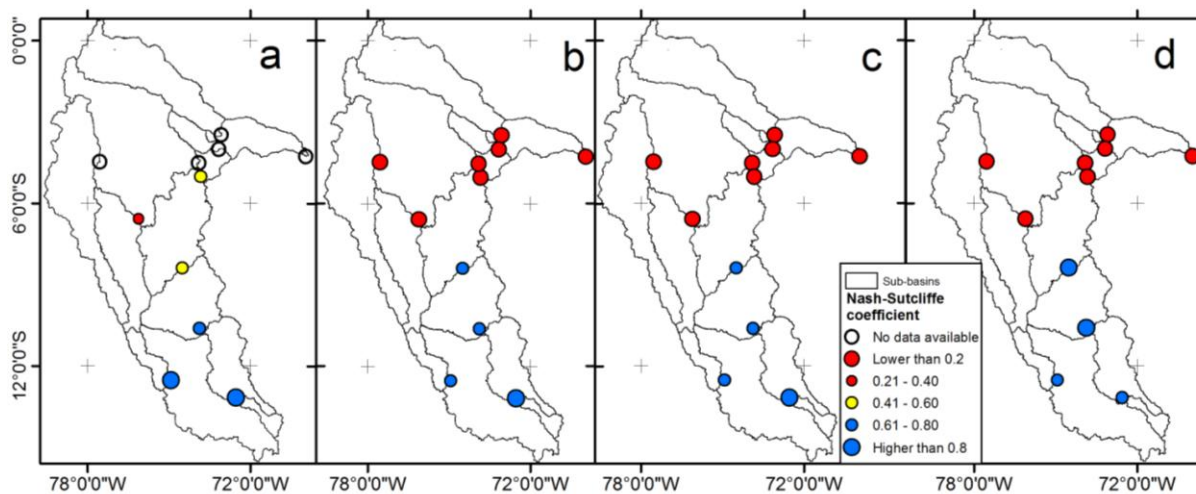 a
b
c
d
0°0'0"
6°0'0"S
12°0'0"S
Sub-basins
Nash-Sutcliffe
coefficient
No data available
Lower than 0.2
0.21 - 0.40
0.41 - 0.60
0.61 - 0.80
Higher than 0.8
78°0'0"W
72°0'0"W
78°0'0"W
72°0'0"W
78°0'0"W
72°0'0"W
78°0'0"W
72°0'0"W